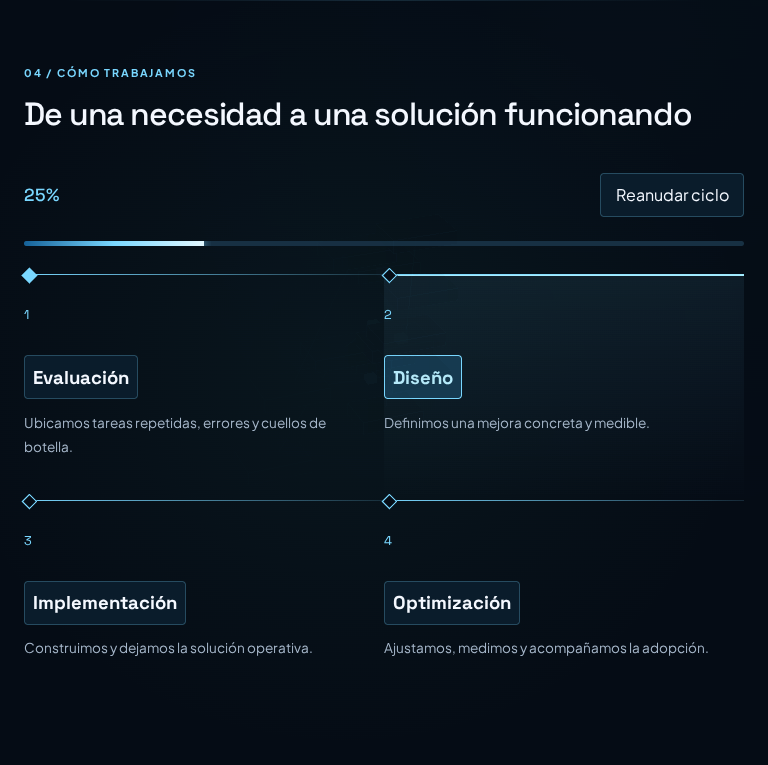 04 / CÓMO TRABAJAMOS
De una necesidad a una solución funcionando
25%
Reanudar ciclo
1
Evaluación
Ubicamos tareas repetidas, errores y cuellos de
botella.
2
Diseño
Definimos una mejora concreta y medible.
3
Implementación
Construimos y dejamos la solución operativa.
4
Optimización
Ajustamos, medimos y acompañamos la adopción.